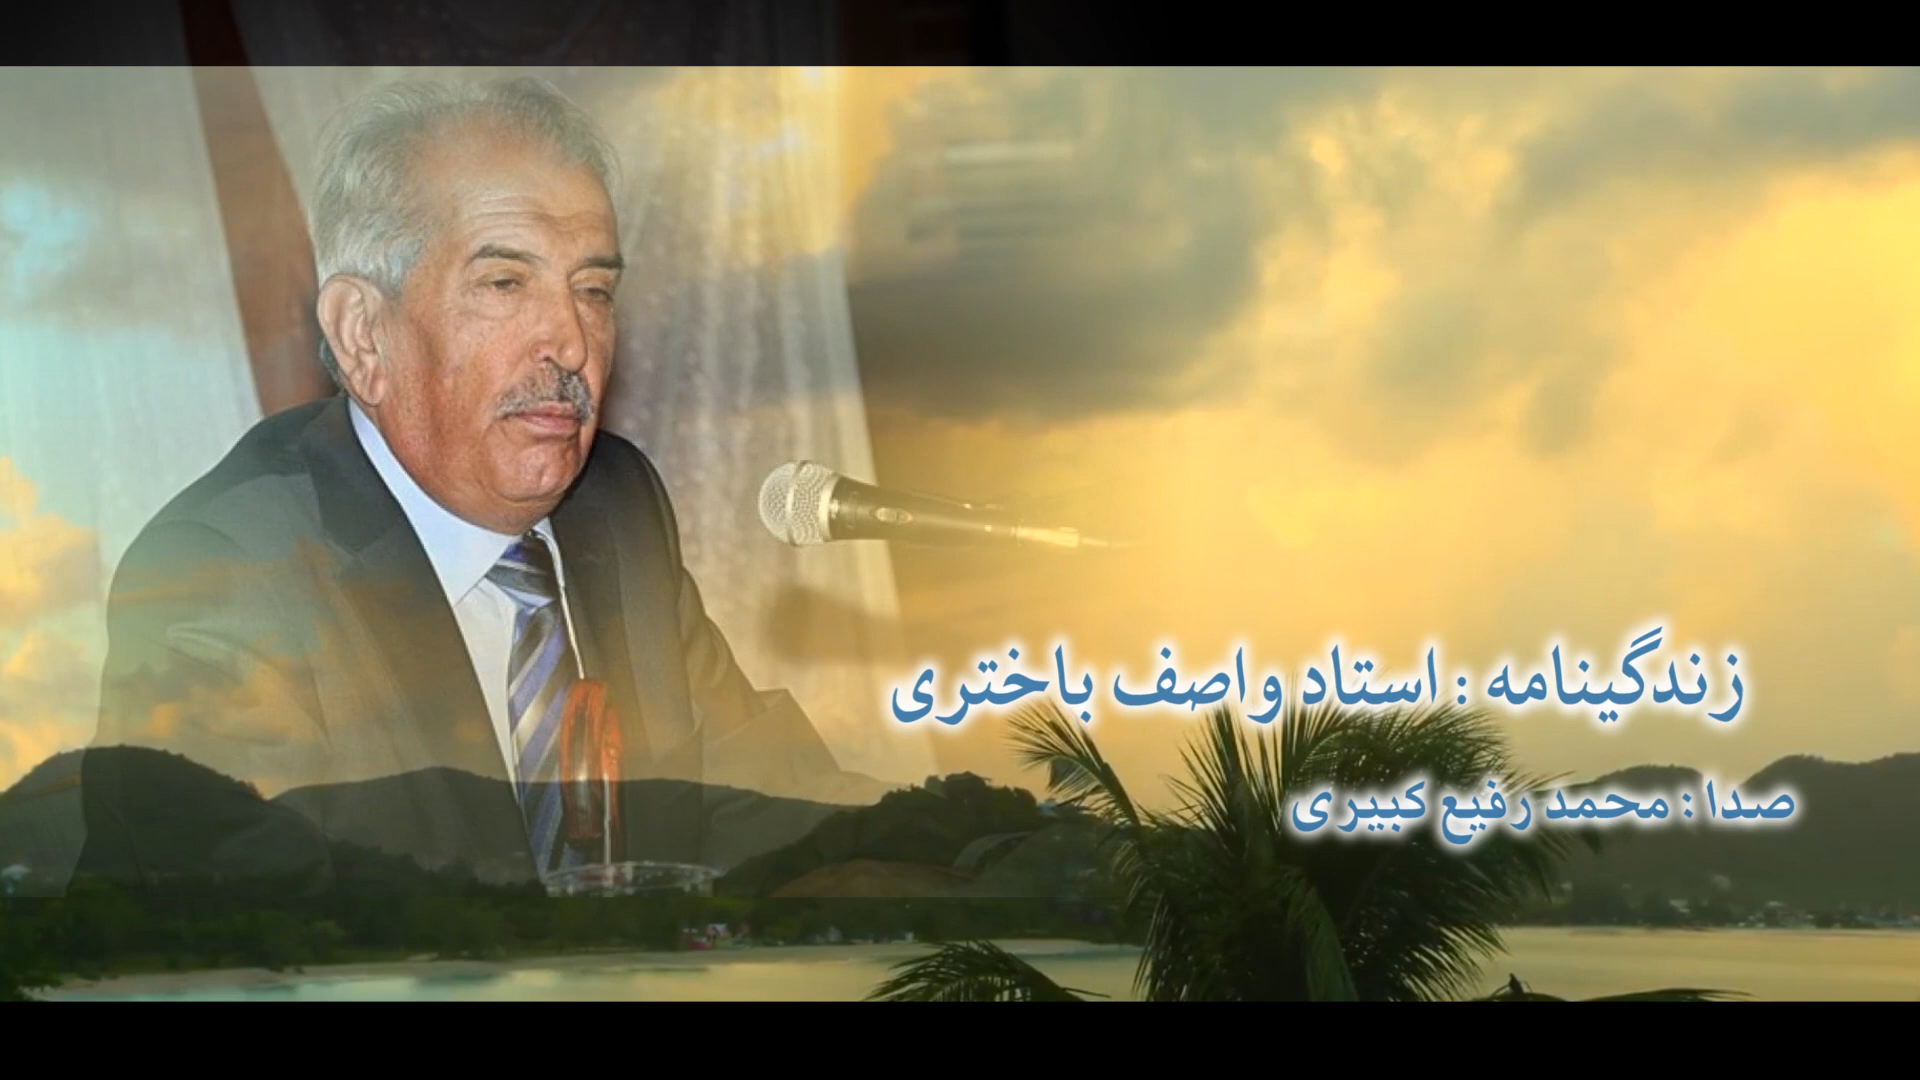 زندگینامه : استاد واصف باختری
صدا : محمد رفیع کبیری